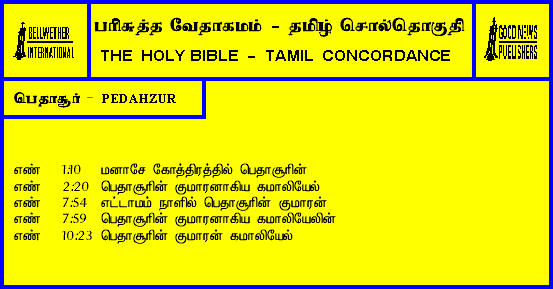 BELLWETHER
INTERNATIONAL
பரிசுத்த வேதாகமம் - தமிழ் சொல்தொகுதி
THE HOLY BIBLE - TAMIL CONCORDANCE
GOOD NEWS
PUBLISHERS
பெதாசூர் - PEDAHZUR
எண் 1:10 மனாசே கோத்திரத்தில் பெதாசூரின்
எண் 2:20 பெதாசூரின் குமாரனாகிய கமாலியேல்
எண் 7:54 எட்டாம் நாளில் பெதாசூரின் குமாரன்
எண் 7:59 பெதாசூரின் குமாரனாகிய கமாலியேலின்
எண் 10:23 பெதாசூரின் குமாரன் கமாலியேல்